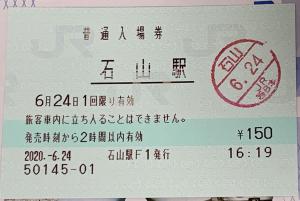 普通入場券
石山駅
6月24日1回限り有効
旅客車内に立ち入ることはできません。
発売時刻から2時間以内有効
￥150
2020.-6.24 石山駅F1発行 16:19
50145-01
石山
6.24
JR